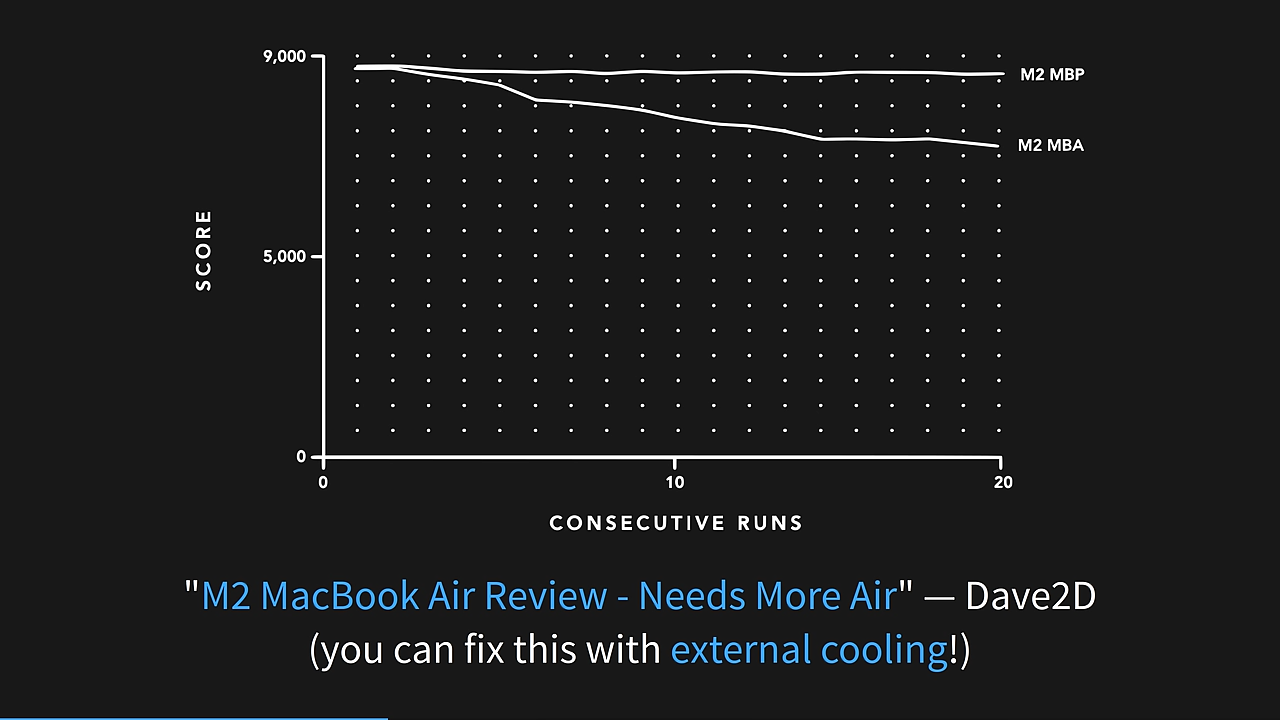 9,000
M2 MBP
M2 MBA
SCORE
5,000
0
0
10
20
CONSECUTIVE RUNS
"M2 MacBook Air Review - Needs More Air" — Dave2D
(you can fix this with external cooling!)